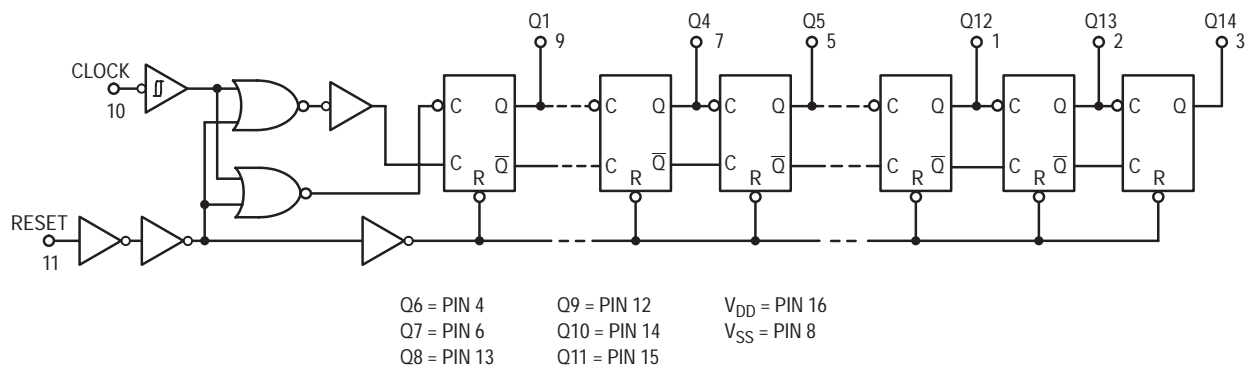 Q1 Q4 Q5 Q12 Q13 Q14
9 7 5 1 2 3
CLOCK
10
C Q C Q C Q C Q C Q C Q
C Q̅ C Q̅ C Q̅ C Q̅ C Q̅ C
R R R R R R
RESET
11
Q6 = PIN 4 Q9 = PIN 12 V_DD = PIN 16
Q7 = PIN 6 Q10 = PIN 14 V_SS = PIN 8
Q8 = PIN 13 Q11 = PIN 15